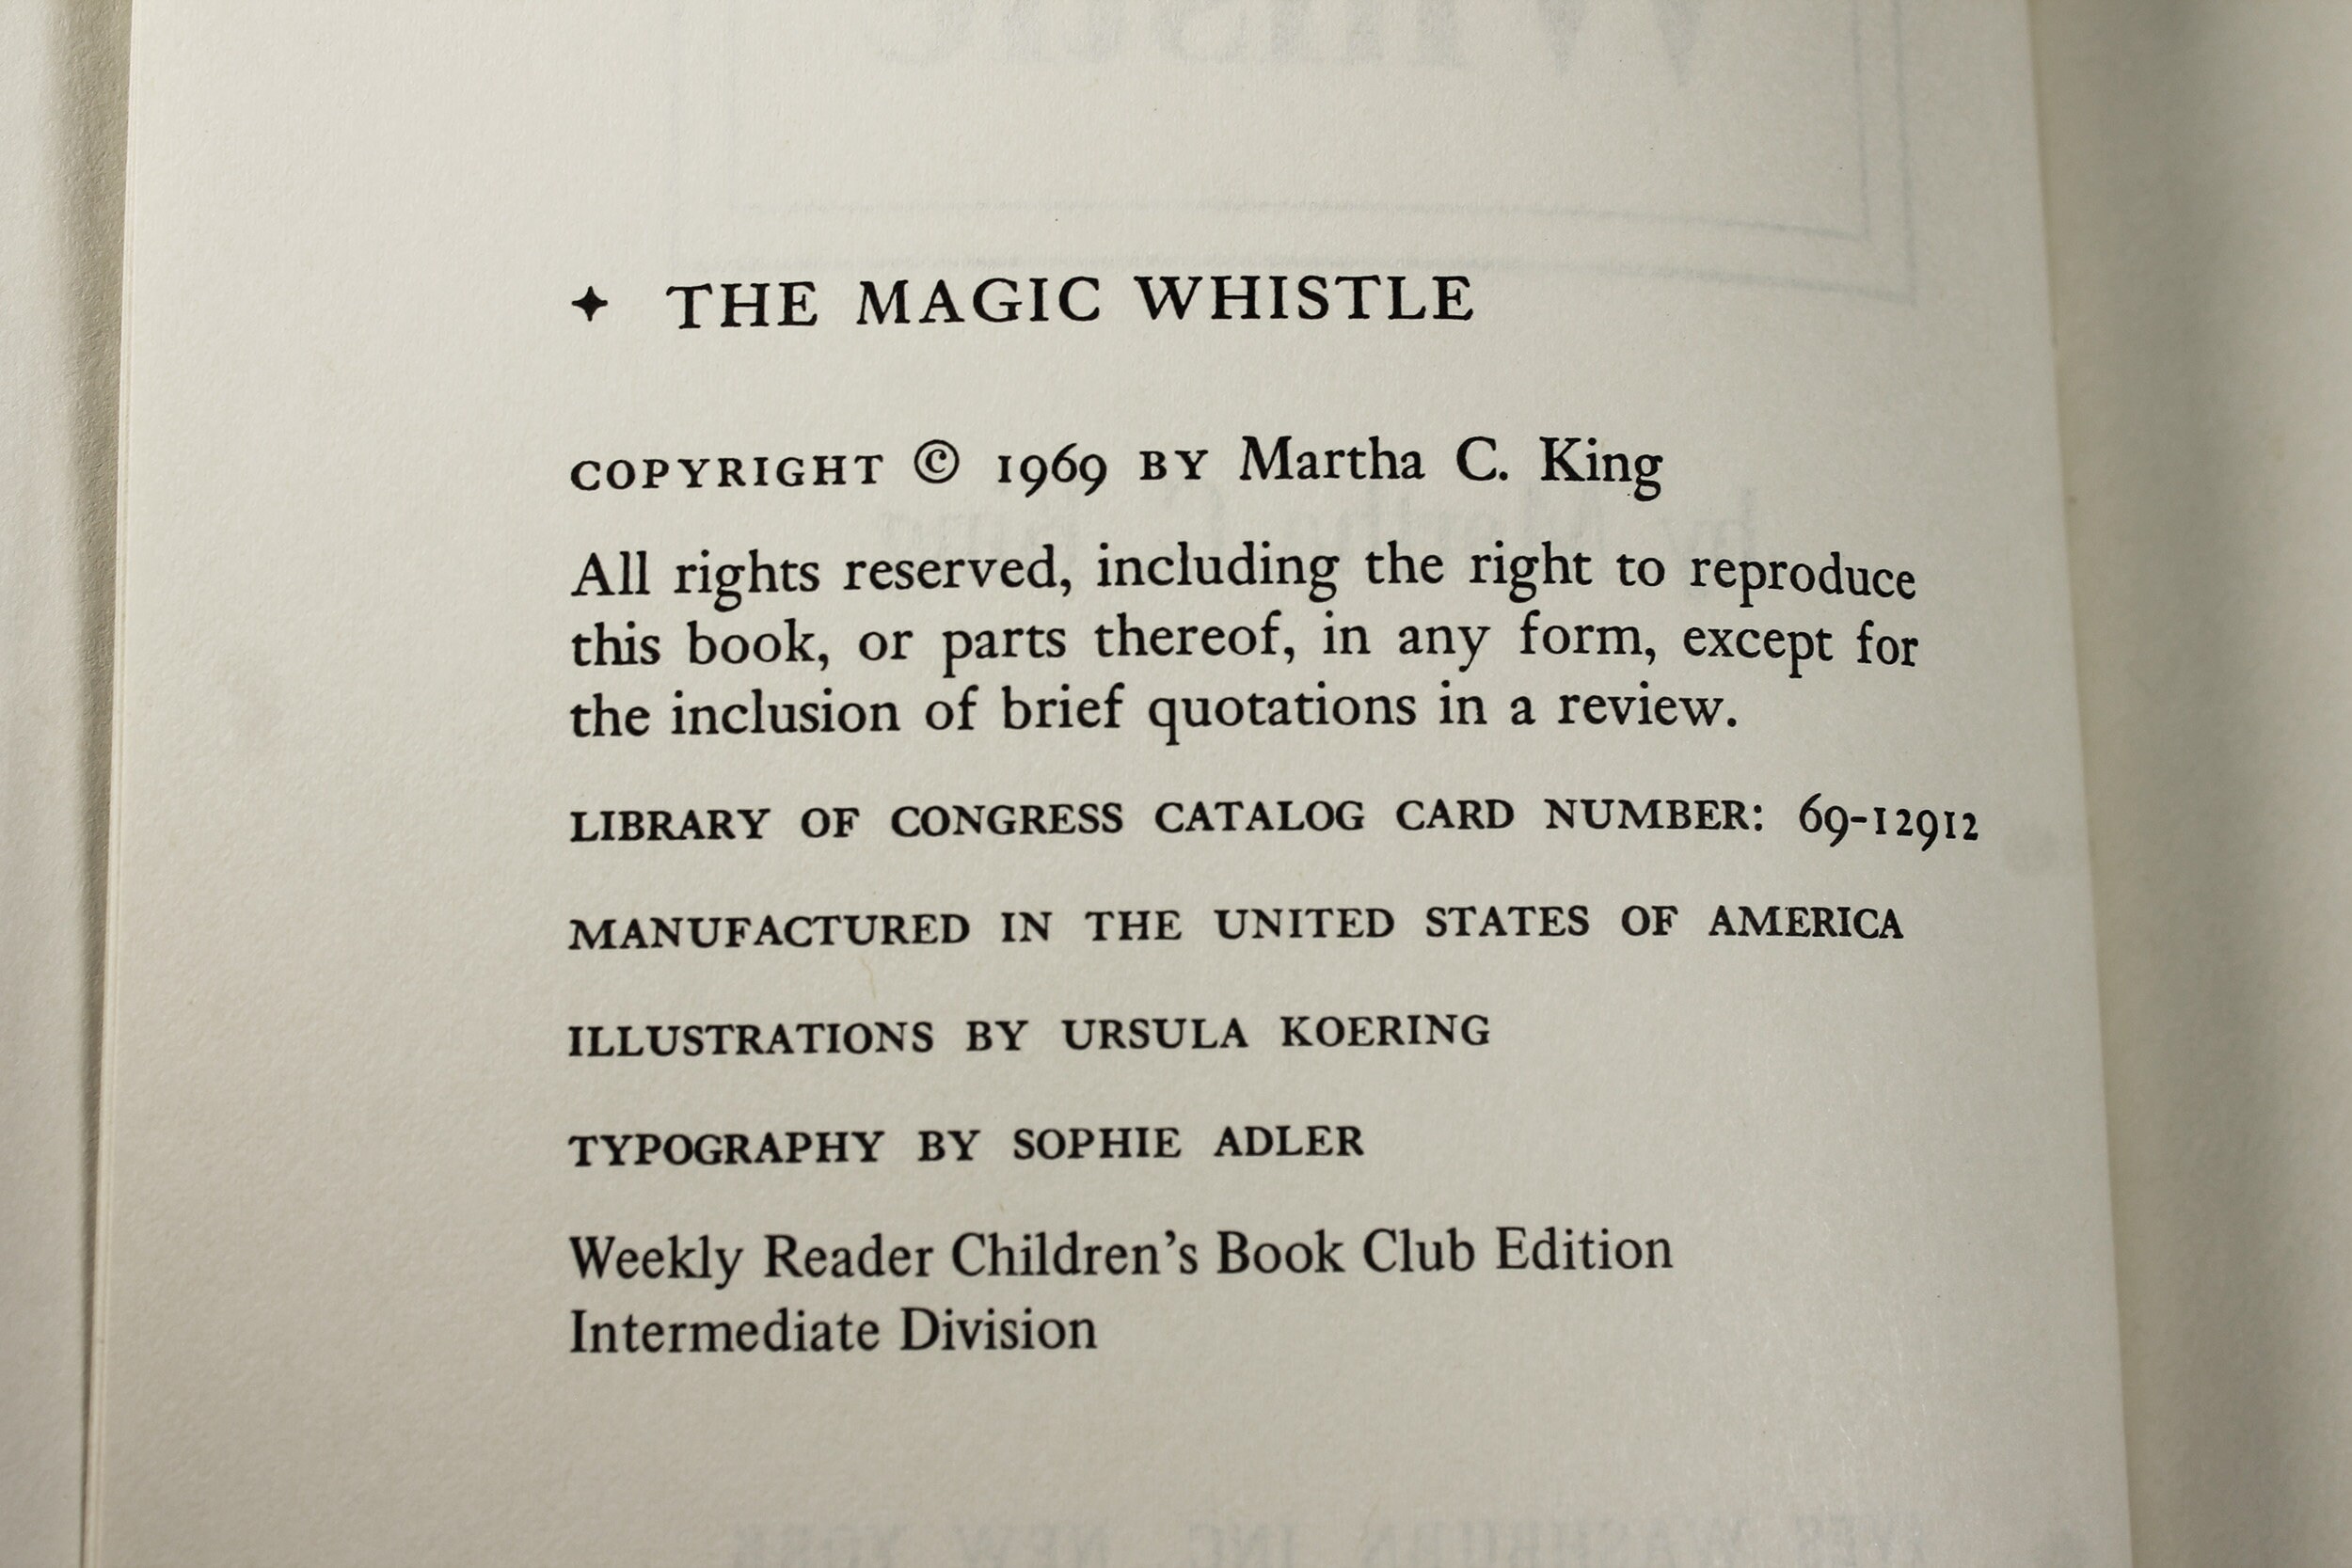 ✦ THE MAGIC WHISTLE
COPYRIGHT © 1969 BY Martha C. King
All rights reserved, including the right to reproduce
this book, or parts thereof, in any form, except for
the inclusion of brief quotations in a review.
LIBRARY OF CONGRESS CATALOG CARD NUMBER: 69-12912
MANUFACTURED IN THE UNITED STATES OF AMERICA
ILLUSTRATIONS BY URSULA KOERING
TYPOGRAPHY BY SOPHIE ADLER
Weekly Reader Children’s Book Club Edition
Intermediate Division